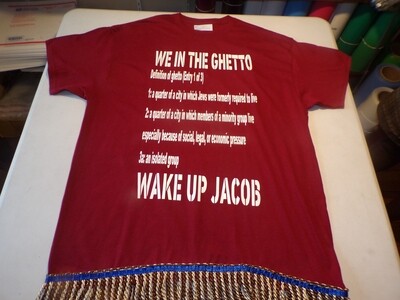 WE IN THE GHETTO
Definition of ghetto (Entry 1 of 3)
1: a quarter of a city in which Jews were formerly required to live
2: a quarter of a city in which members of a minority group live
especially because of social, legal, or economic pressure
3a: an isolated group
WAKE UP JACOB